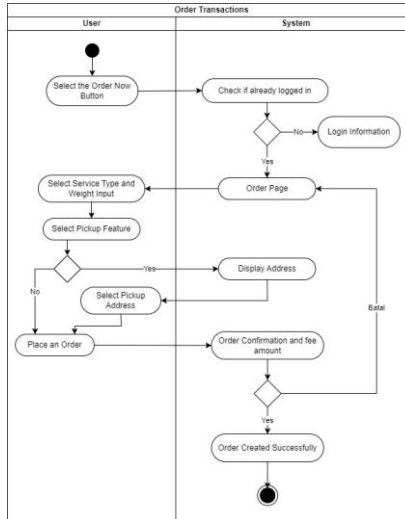 Order Transactions
User
System
Select the Order Now
Button
Check if already logged in
No
Login Information
Yes
Select Service Type and
Weight Input
Order Page
Select Pickup Feature
Yes
Display Address
No
Select Pickup
Address
Batal
Place an Order
Order Confirmation and fee
amount
Yes
Order Created Successfully